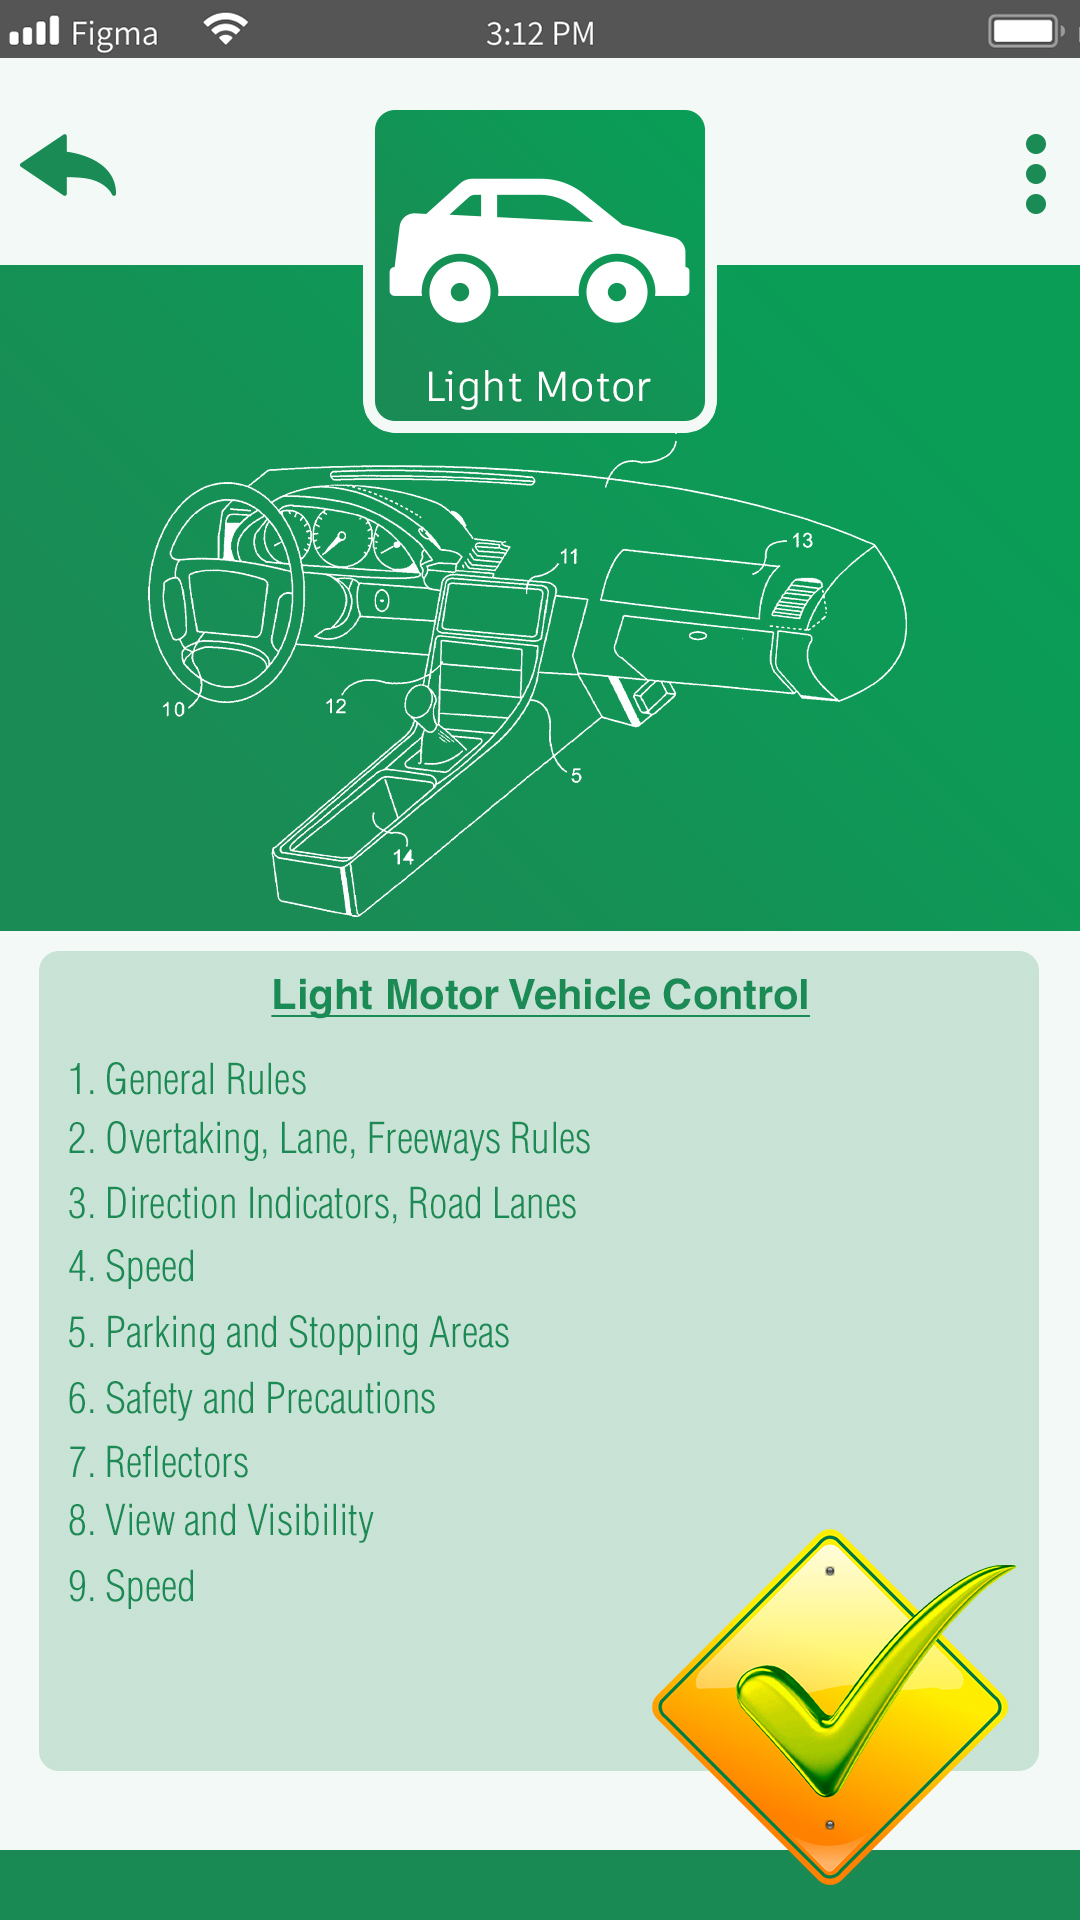 Figma
3:12 PM
Light Motor
13
11
10
12
5
14
Light Motor Vehicle Control
1. General Rules
2. Overtaking, Lane, Freeways Rules
3. Direction Indicators, Road Lanes
4. Speed
5. Parking and Stopping Areas
6. Safety and Precautions
7. Reflectors
8. View and Visibility
9. Speed